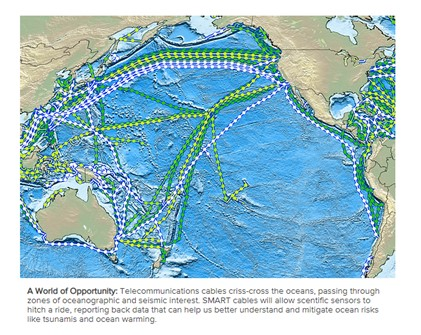 A World of Opportunity: Telecommunications cables criss-cross the oceans, passing through
zones of oceanographic and seismic interest. SMART cables will allow scientific sensors to
hitch a ride, reporting back data that can help us better understand and mitigate ocean risks
like tsunamis and ocean warming.